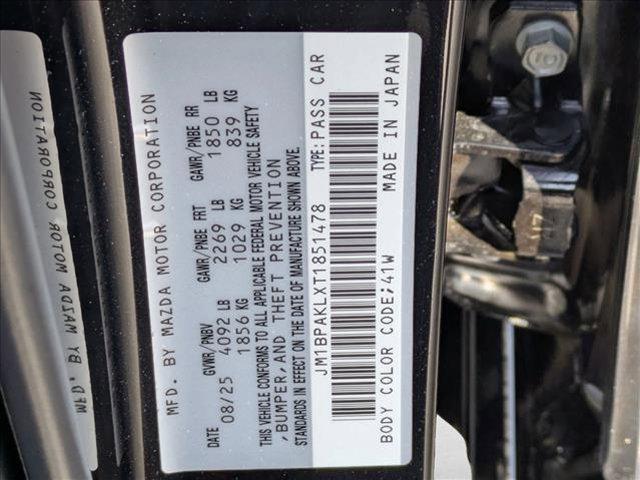 MFD. BY MAZDA MOTOR CORPORATION
DATE GVWR/PNBV GAWR/PNBE FRT GAWR/PNBE RR
08/25 4092 LB 2269 LB 1850 LB
1856 KG 1029 KG 839 KG
THIS VEHICLE CONFORMS TO ALL APPLICABLE FEDERAL MOTOR VEHICLE SAFETY
,BUMPER,AND THEFT PREVENTION
STANDARDS IN EFFECT ON THE DATE OF MANUFACTURE SHOWN ABOVE.
JM1BPAKLXT1851478 TYPE: PASS CAR
BODY COLOR CODE:41W MADE IN JAPAN
MFD. BY MAZDA MOTOR CORPORATION